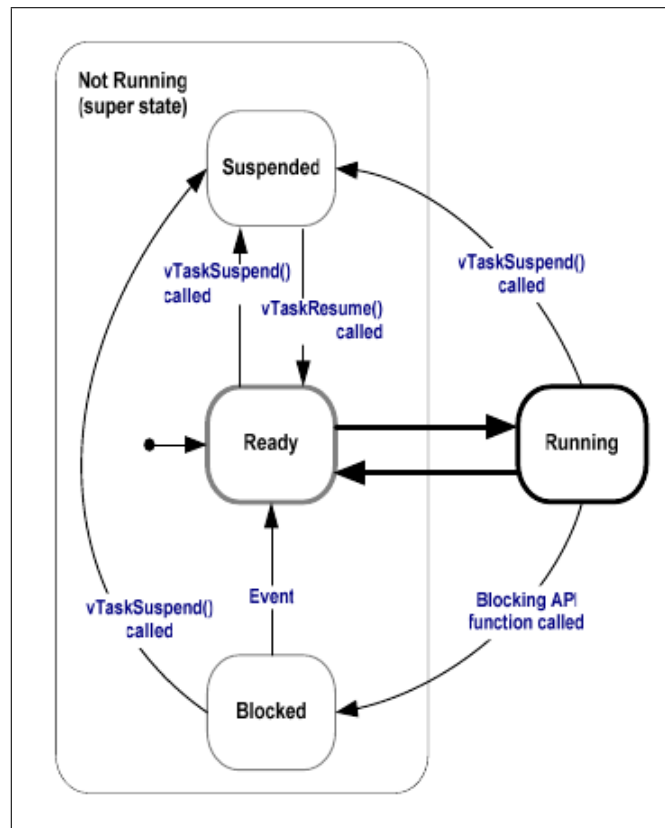 Not Running
(super state)
Suspended
vTaskSuspend()
called
vTaskResume()
called
vTaskSuspend()
called
Ready
Running
Event
vTaskSuspend()
called
Blocking API
function called
Blocked